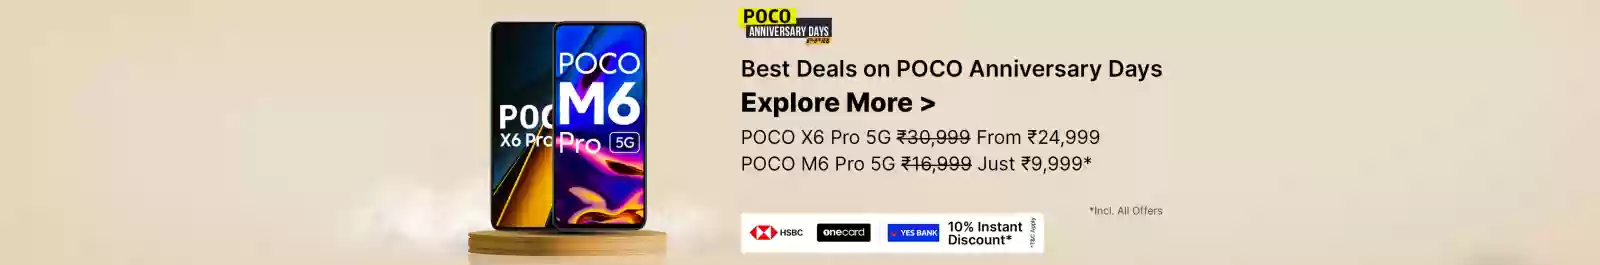 POCO
X6 Pro
POCO
M6
Pro 5G
POCO
ANNIVERSARY DAYS
Best Deals on POCO Anniversary Days
Explore More >
POCO X6 Pro 5G ₹30,999 From ₹24,999
POCO M6 Pro 5G ₹16,999 Just ₹9,999*
*Incl. All Offers
HSBC
onecard
YES BANK
10% Instant
Discount*
*T&C Apply